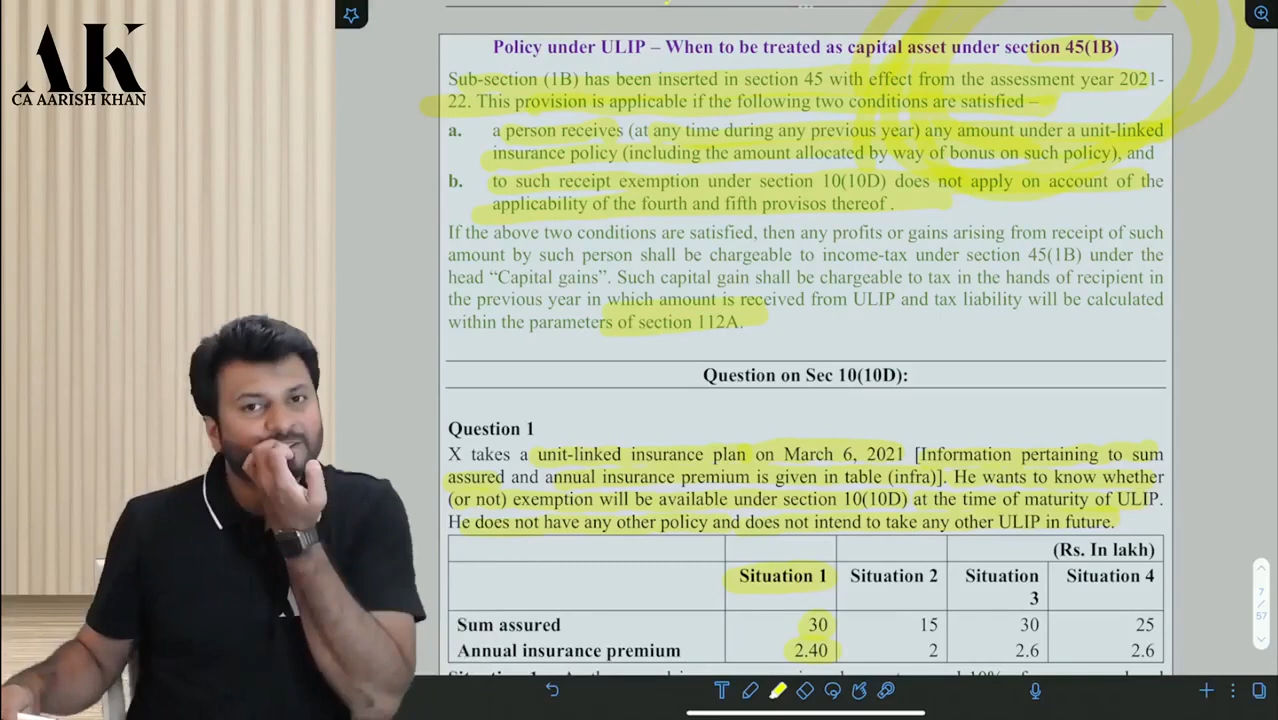 AK
CA AARISH KHAN
Policy under ULIP – When to be treated as capital asset under section 45(1B)
Sub-section (1B) has been inserted in section 45 with effect from the assessment year 2021-
22. This provision is applicable if the following two conditions are satisfied –
a. a person receives (at any time during any previous year) any amount under a unit-linked
insurance policy (including the amount allocated by way of bonus on such policy), and
b. to such receipt exemption under section 10(10D) does not apply on account of the
applicability of the fourth and fifth provisos thereof .
If the above two conditions are satisfied, then any profits or gains arising from receipt of such
amount by such person shall be chargeable to income-tax under section 45(1B) under the
head “Capital gains”. Such capital gain shall be chargeable to tax in the hands of recipient in
the previous year in which amount is received from ULIP and tax liability will be calculated
within the parameters of section 112A.
Question on Sec 10(10D):
Question 1
X takes a unit-linked insurance plan on March 6, 2021 [Information pertaining to sum
assured and annual insurance premium is given in table (infra)]. He wants to know whether
(or not) exemption will be available under section 10(10D) at the time of maturity of ULIP.
He does not have any other policy and does not intend to take any other ULIP in future.
(Rs. In lakh)
Situation 1 Situation 2 Situation 3 Situation 4
Sum assured 30 15 30 25
Annual insurance premium 2.40 2 2.6 2.6
7
/
57